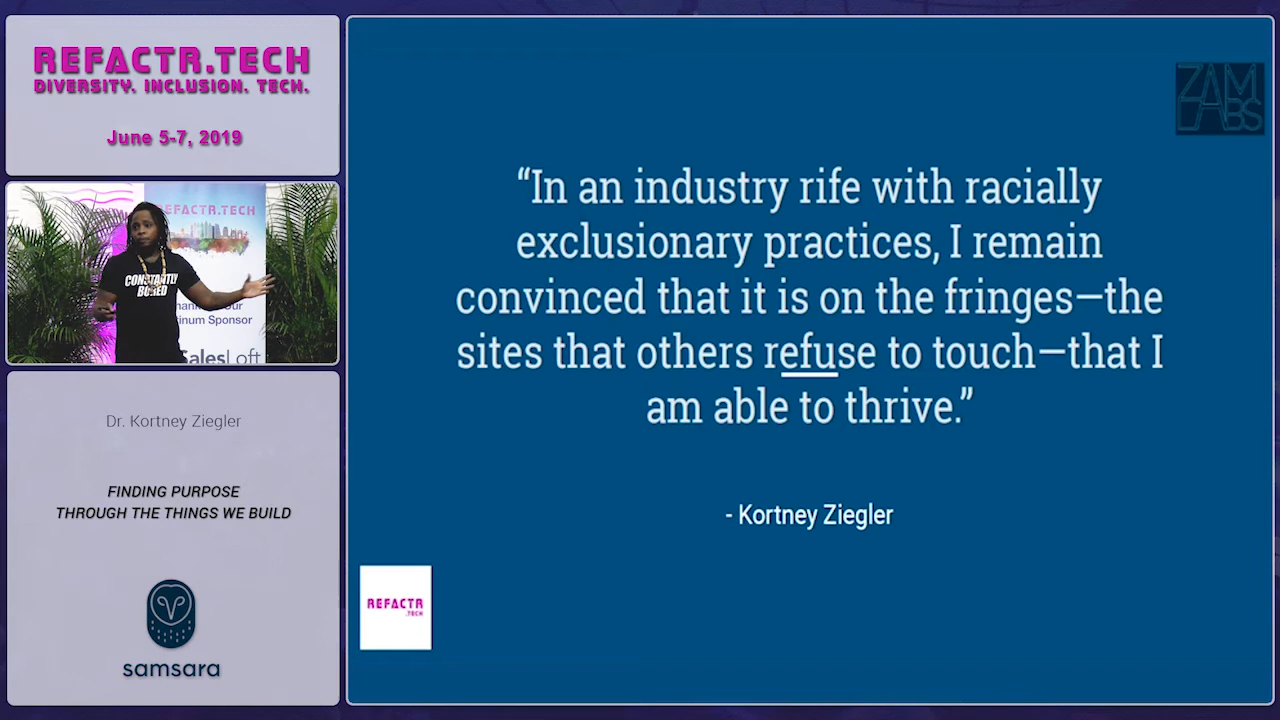 REFACTR.TECH
DIVERSITY. INCLUSION. TECH.
June 5-7, 2019
REFACTR.TECH
CONSTANTLY
BORED
Our
inum Sponsor
SalesLoft
Dr. Kortney Ziegler
FINDING PURPOSE
THROUGH THE THINGS WE BUILD
samsara
ZAM
LABS
“In an industry rife with racially
exclusionary practices, I remain
convinced that it is on the fringes—the
sites that others refuse to touch—that I
am able to thrive.”
- Kortney Ziegler
REFACTR
.TECH